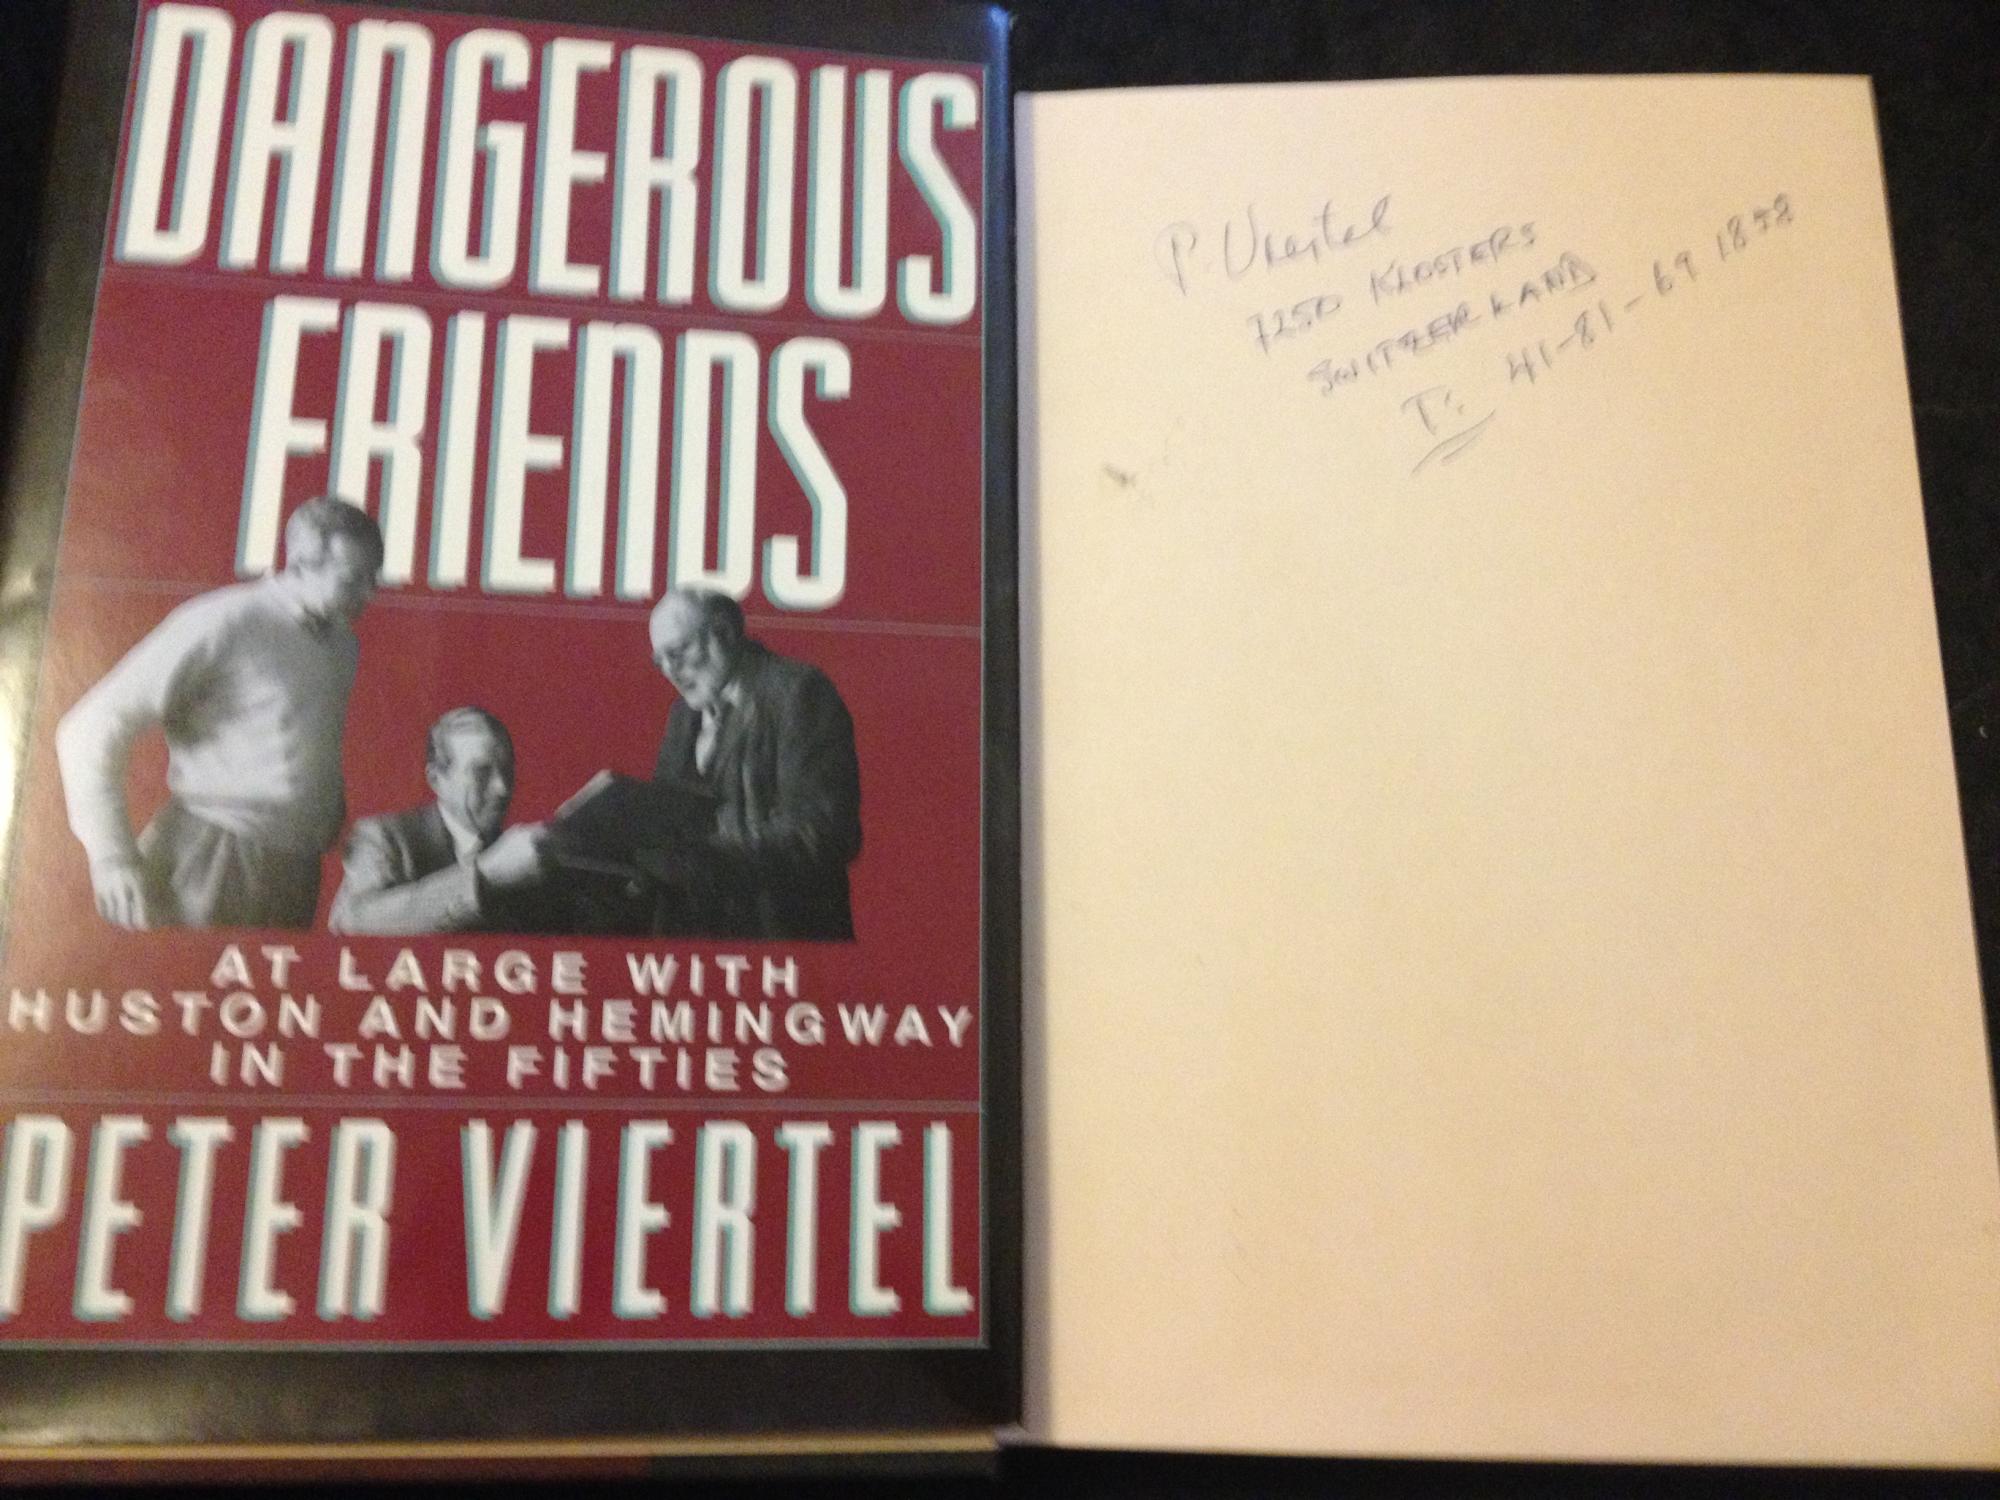 DANGEROUS
FRIENDS
AT LARGE WITH
HUSTON AND HEMINGWAY
IN THE FIFTIES
PETER VIERTEL
P. Viertel
7250 KLOSTERS
SWITZERLAND
T: 41-81-69 1858